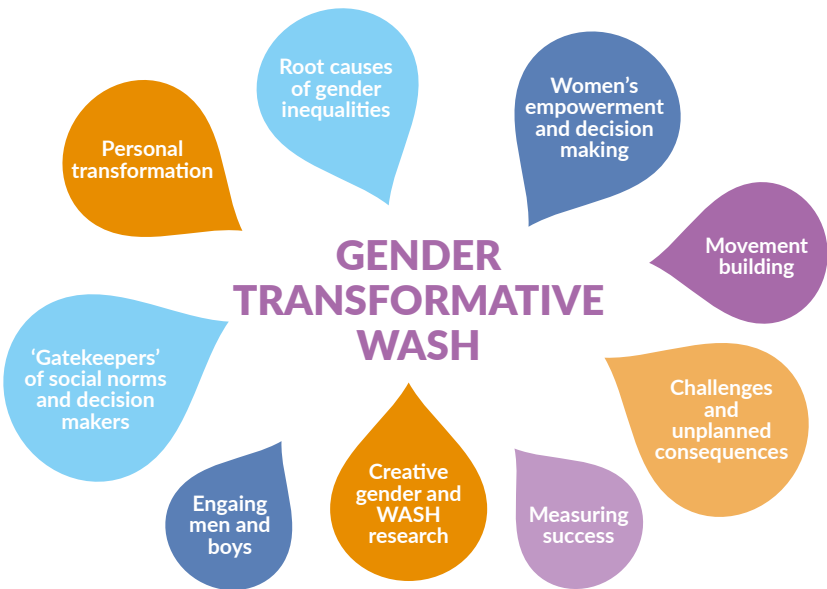 Root causes
of gender
inequalities
Women's
empowerment
and decision
making
Personal
transformation
Movement
building
GENDER
TRANSFORMATIVE
WASH
'Gatekeepers'
of social norms
and decision
makers
Challenges
and
unplanned
consequences
Engaing
men and
boys
Creative
gender and
WASH
research
Measuring
success